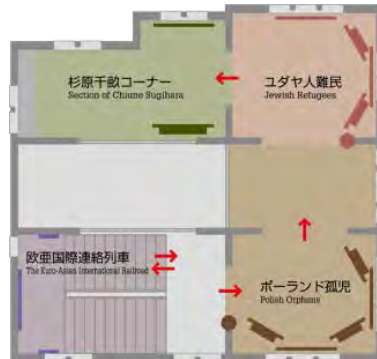 杉原千畝コーナー
Section of Chiune Sugihara
ユダヤ人難民
Jewish Refugees
欧亜国際連絡列車
The Euro-Asian International Railroad
ポーランド孤児
Polish Orphans